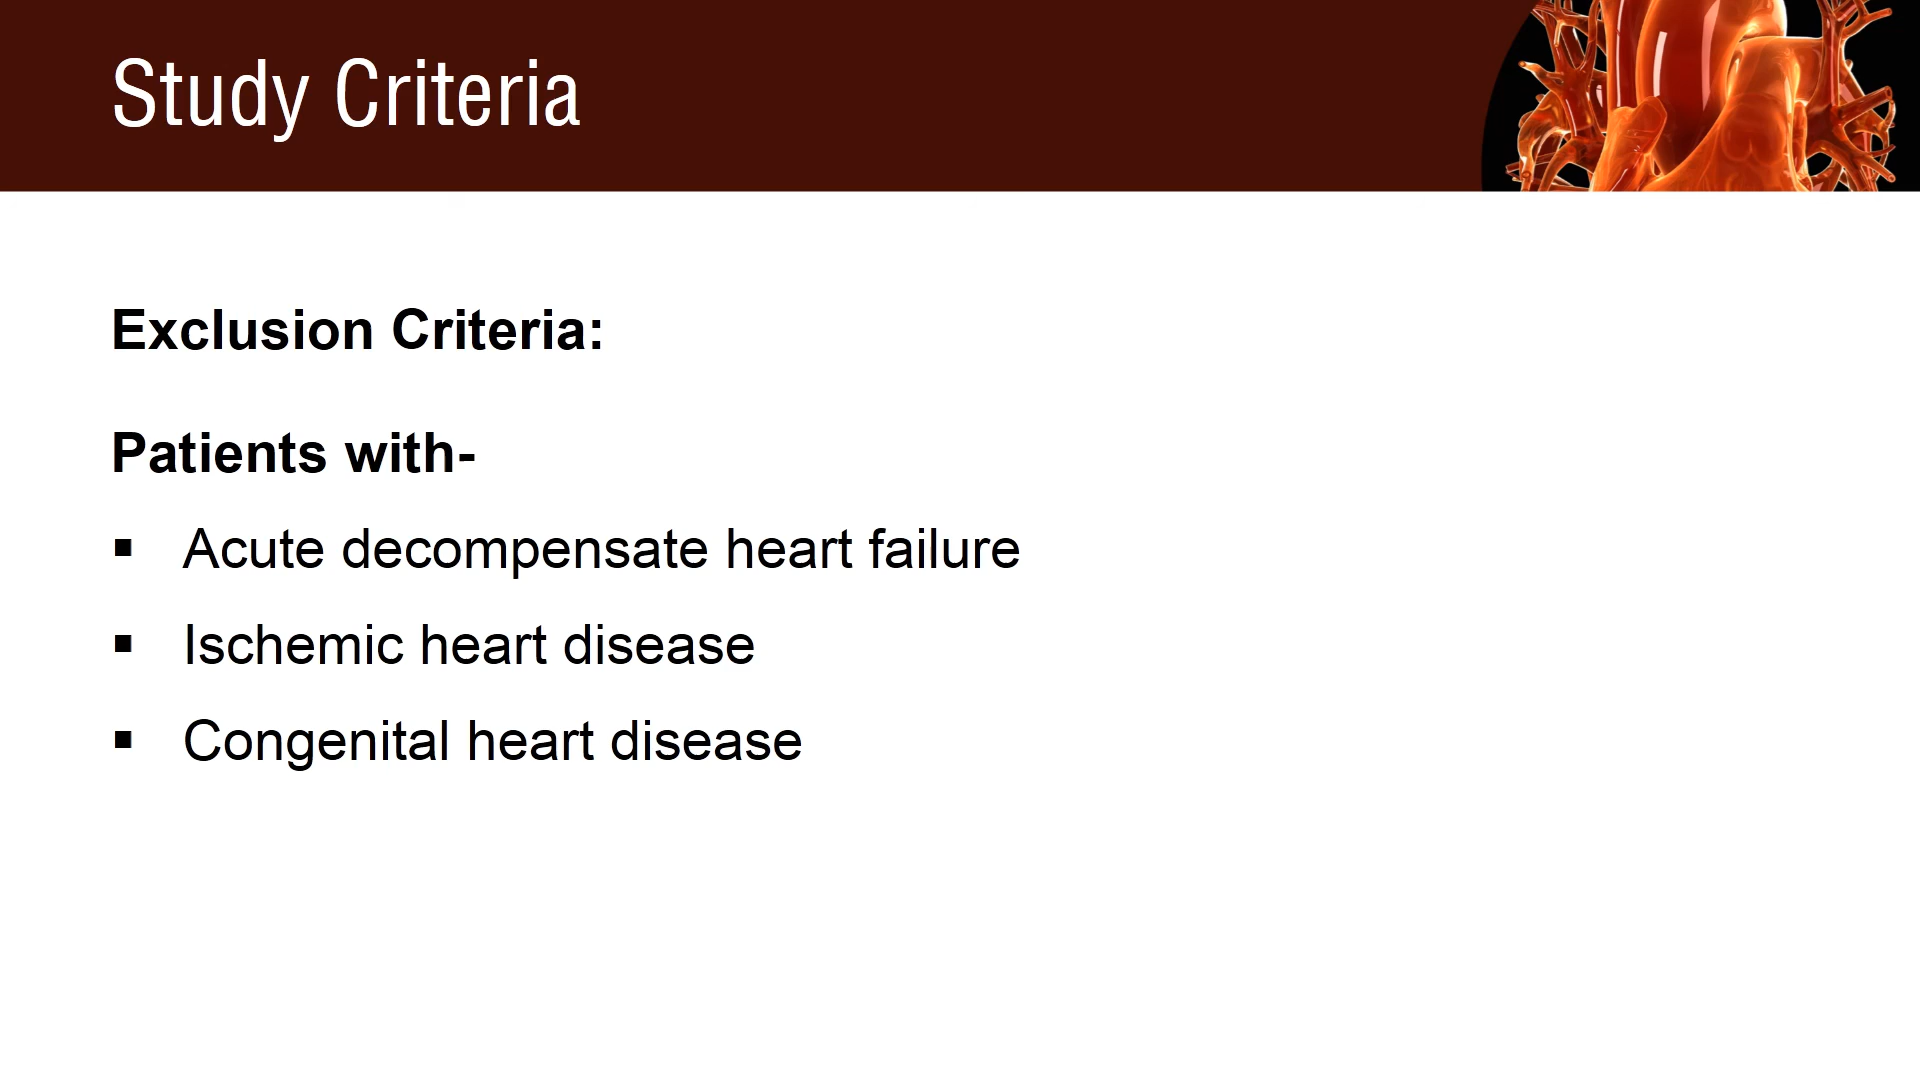 Study Criteria
Exclusion Criteria:
Patients with-
▪ Acute decompensate heart failure
▪ Ischemic heart disease
▪ Congenital heart disease